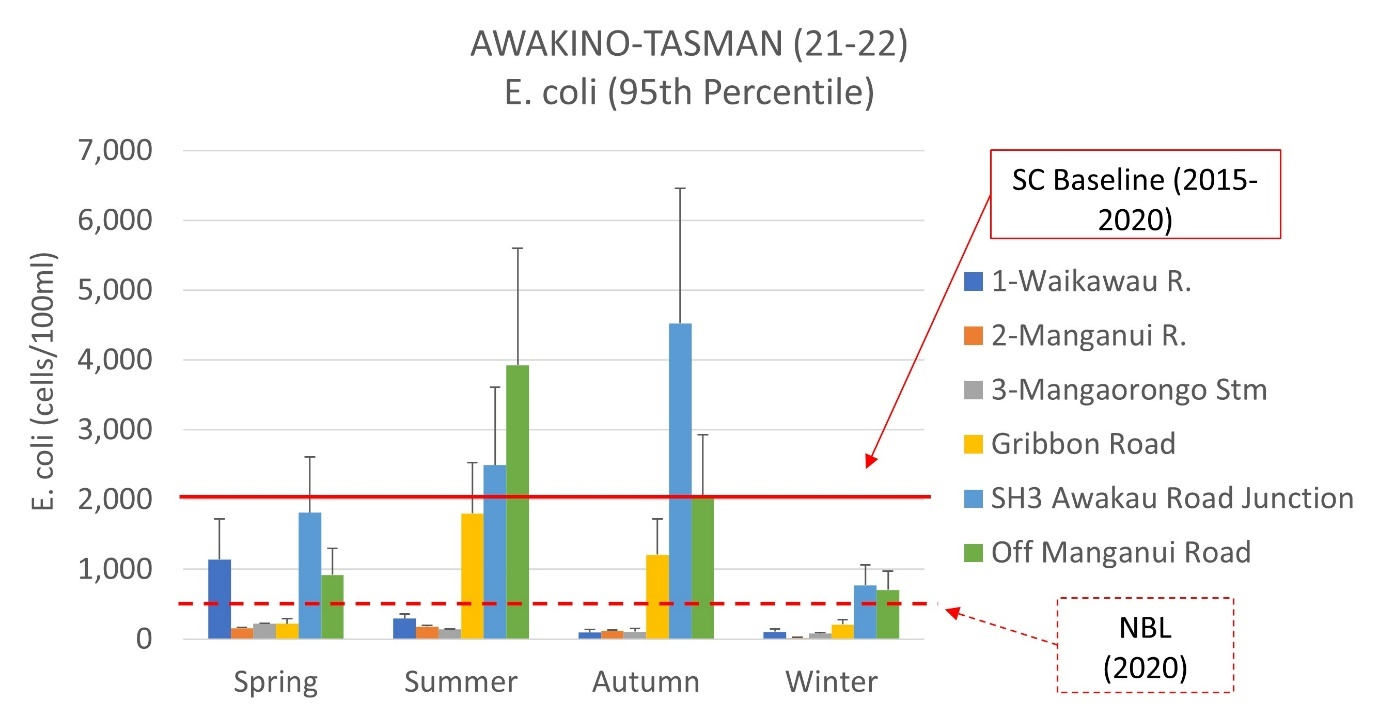 AWAKINO-TASMAN (21-22)
E. coli (95th Percentile)
E. coli (cells/100ml)
7,000
6,000
5,000
4,000
3,000
2,000
1,000
0
Spring
Summer
Autumn
Winter
SC Baseline (2015-
2020)
1-Waikawau R.
2-Manganui R.
3-Mangaorongo Stm
Gribbon Road
SH3 Awakau Road Junction
Off Manganui Road
NBL
(2020)